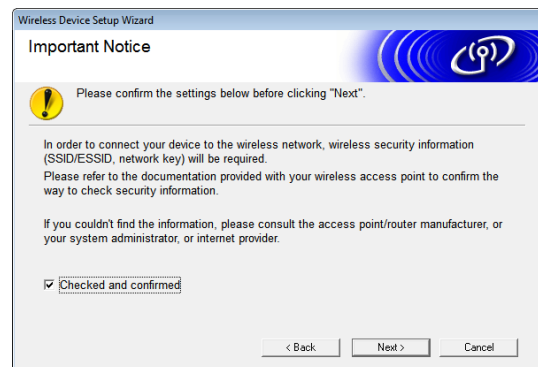 Wireless Device Setup Wizard
Important Notice
Please confirm the settings below before clicking "Next".
In order to connect your device to the wireless network, wireless security information
(SSID/ESSID, network key) will be required.
Please refer to the documentation provided with your wireless access point to confirm the
way to check security information.
If you couldn't find the information, please consult the access point/router manufacturer, or
your system administrator, or internet provider.
Checked and confirmed
< Back Next > Cancel